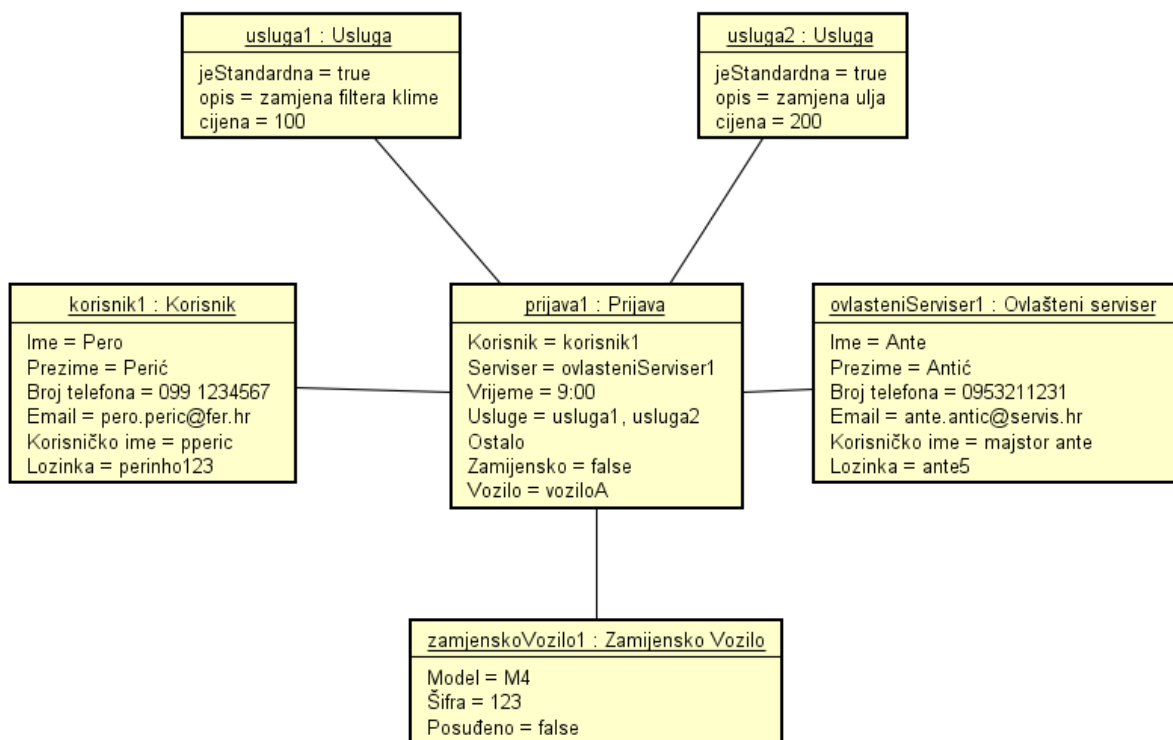 usluga1 : Usluga
jeStandardna = true
opis = zamjena filtera klime
cijena = 100
usluga2 : Usluga
jeStandardna = true
opis = zamjena ulja
cijena = 200
korisnik1 : Korisnik
Ime = Pero
Prezime = Perić
Broj telefona = 099 1234567
Email = pero.peric@fer.hr
Korisničko ime = pperic
Lozinka = perinho123
prijava1 : Prijava
Korisnik = korisnik1
Serviser = ovlasteniServiser1
Vrijeme = 9:00
Usluge = usluga1, usluga2
Ostalo
Zamijensko = false
Vozilo = voziloA
ovlasteniServiser1 : Ovlašteni serviser
Ime = Ante
Prezime = Antić
Broj telefona = 0953211231
Email = ante.antic@servis.hr
Korisničko ime = majstor ante
Lozinka = ante5
zamjenskoVozilo1 : Zamijensko Vozilo
Model = M4
Šifra = 123
Posuđeno = false